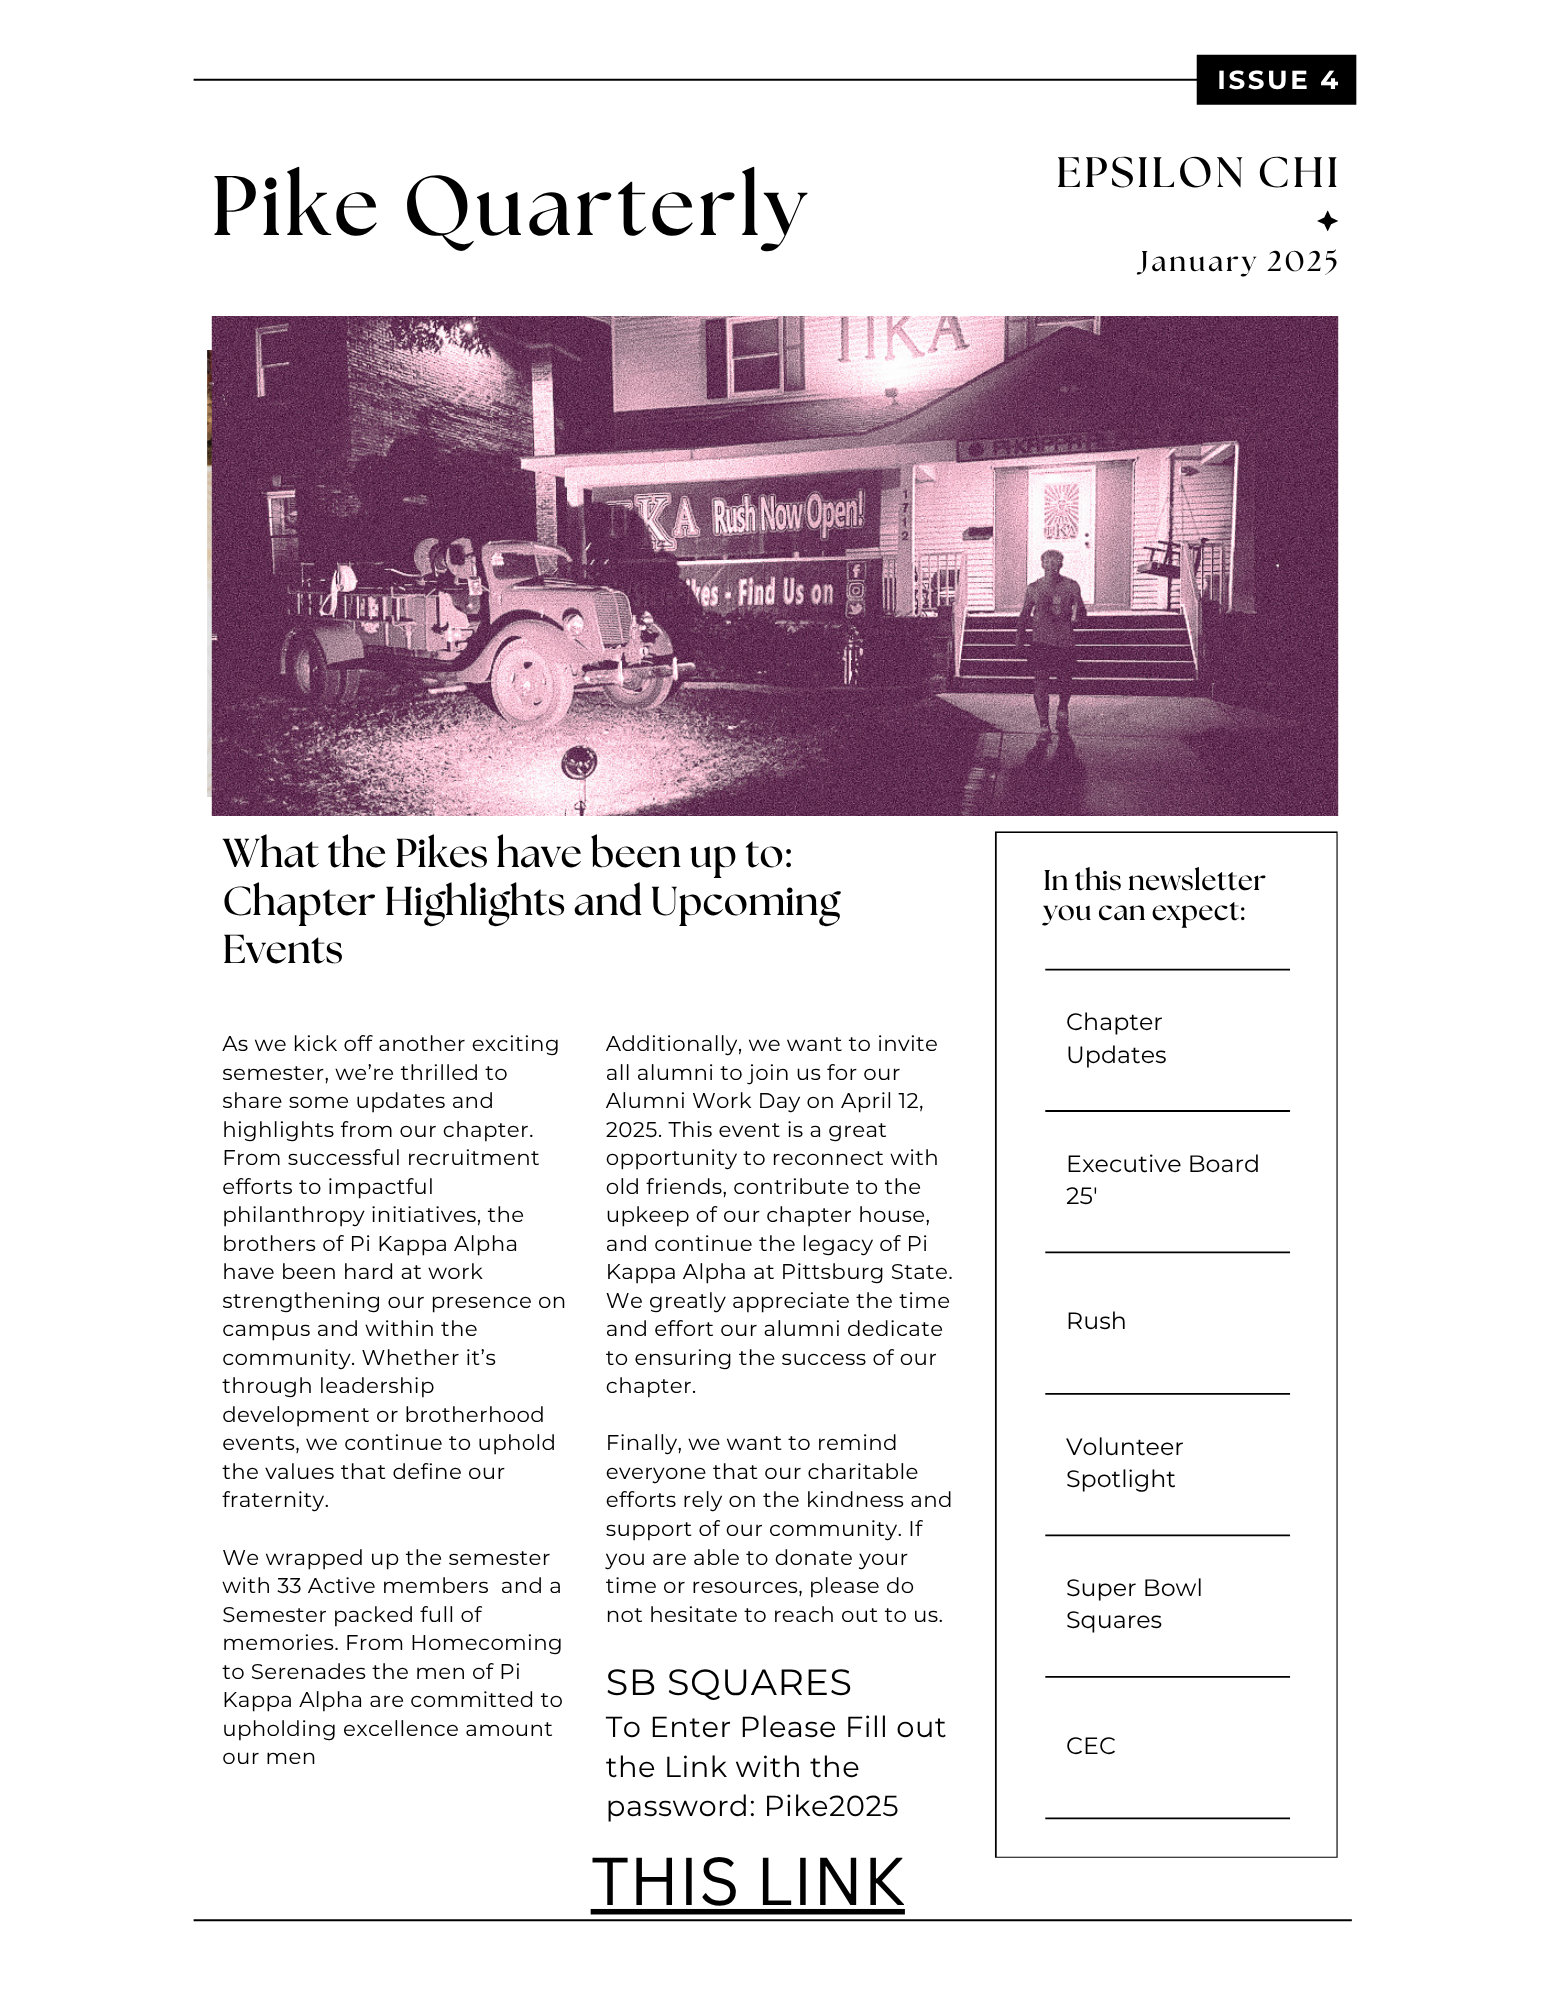 ISSUE 4
Pike Quarterly
EPSILON CHI
January 2025
ΠΚΑ
PI KAPPA
1712
ΚΑ Rush Now Open!
ΠΚΑ
kes - Find Us on
What the Pikes have been up to:
Chapter Highlights and Upcoming
Events
As we kick off another exciting
semester, we’re thrilled to
share some updates and
highlights from our chapter.
From successful recruitment
efforts to impactful
philanthropy initiatives, the
brothers of Pi Kappa Alpha
have been hard at work
strengthening our presence on
campus and within the
community. Whether it’s
through leadership
development or brotherhood
events, we continue to uphold
the values that define our
fraternity.
We wrapped up the semester
with 33 Active members  and a
Semester packed full of
memories. From Homecoming
to Serenades the men of Pi
Kappa Alpha are committed to
upholding excellence amount
our men
Additionally, we want to invite
all alumni to join us for our
Alumni Work Day on April 12,
2025. This event is a great
opportunity to reconnect with
old friends, contribute to the
upkeep of our chapter house,
and continue the legacy of Pi
Kappa Alpha at Pittsburg State.
We greatly appreciate the time
and effort our alumni dedicate
to ensuring the success of our
chapter.
Finally, we want to remind
everyone that our charitable
efforts rely on the kindness and
support of our community. If
you are able to donate your
time or resources, please do
not hesitate to reach out to us.
SB SQUARES
To Enter Please Fill out
the Link with the
password: Pike2025
THIS LINK
In this newsletter
you can expect:
Chapter
Updates
Executive Board
25'
Rush
Volunteer
Spotlight
Super Bowl
Squares
CEC